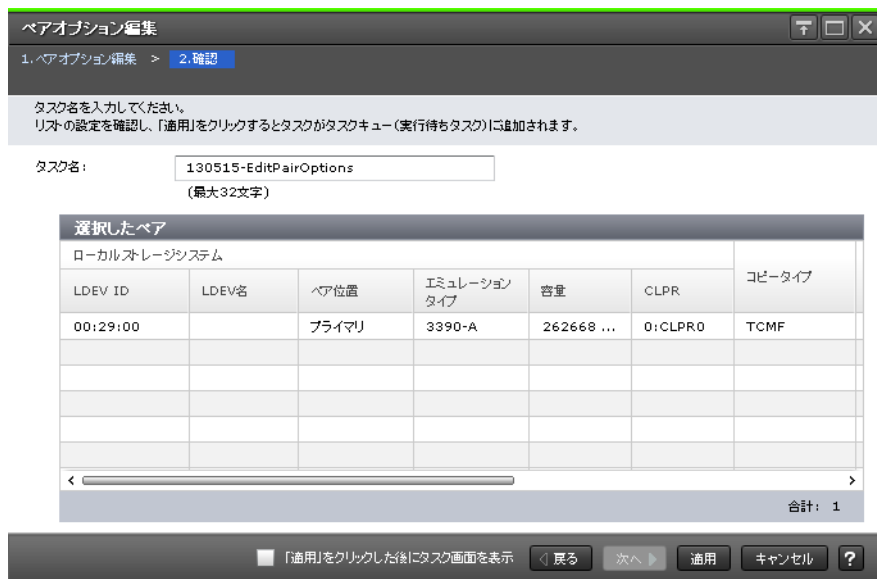 ペアオプション編集
1.ペアオプション編集 > 2.確認
タスク名を入力してください。
リストの設定を確認し、「適用」をクリックするとタスクがタスクキュー(実行待ちタスク)に追加されます。
タスク名: 130515-EditPairOptions
(最大32文字)
選択したペア
ローカルストレージシステム
LDEV ID LDEV名 ペア位置 エミュレーションタイプ 容量 CLPR コピータイプ
00:29:00 プライマリ 3390-A 262668 ... 0:CLPR0 TCMF
合計: 1
「適用」をクリックした後にタスク画面を表示 戻る 次へ 適用 キャンセル ?